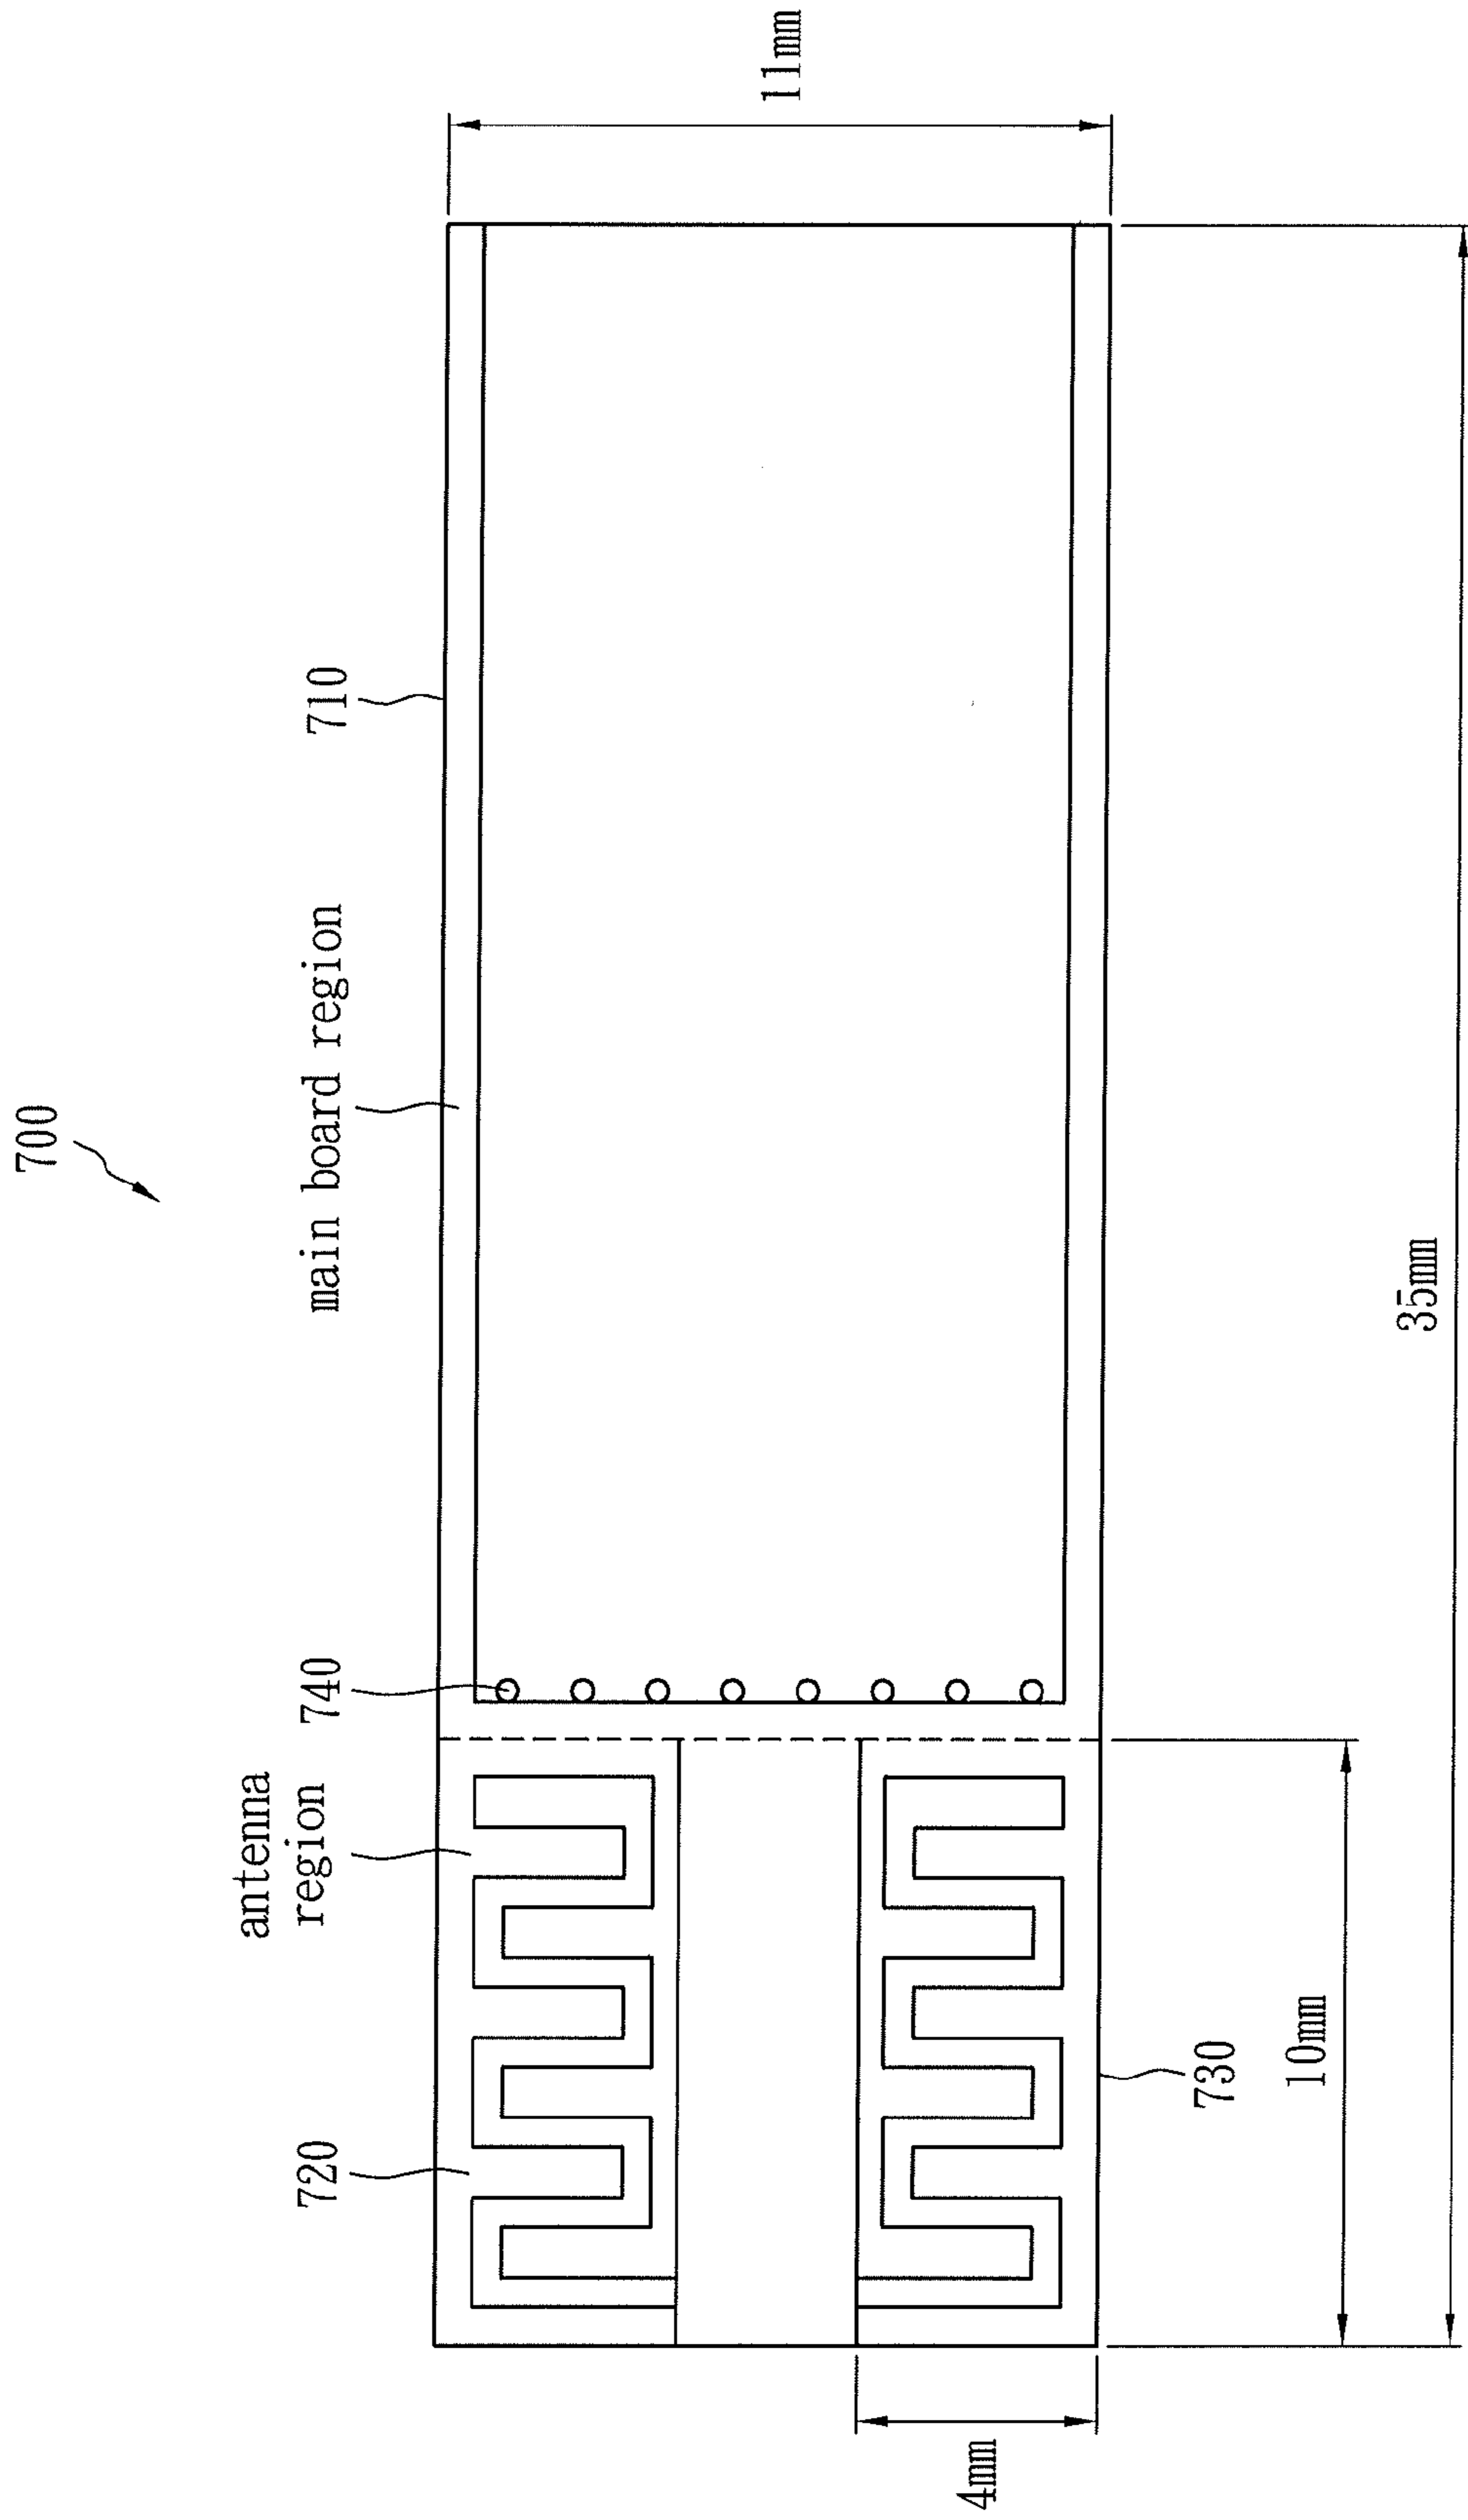 700
antenna
region
720
740
main board region
710
730
4mm
10mm
35mm
11mm